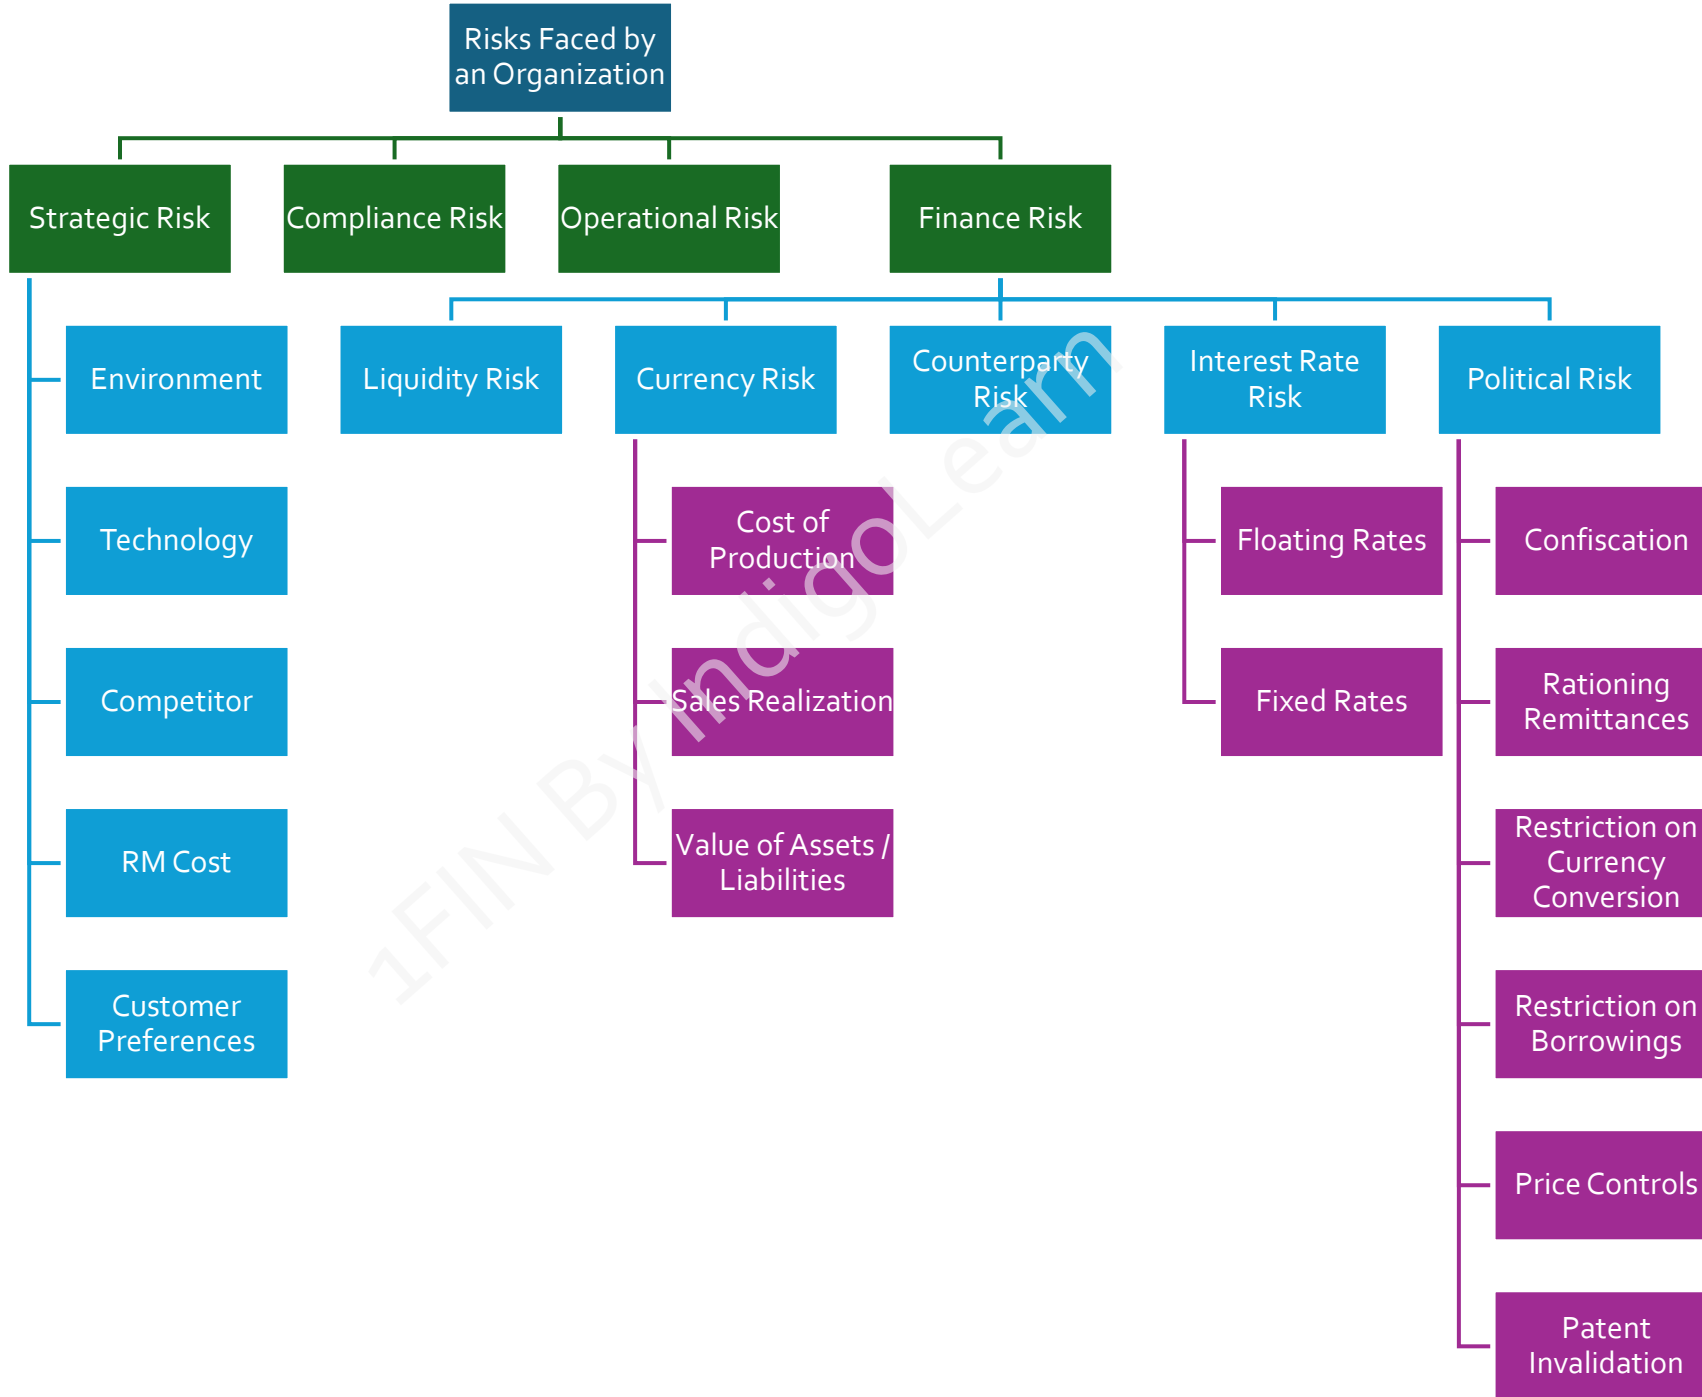 Risks Faced by
an Organization
Strategic Risk
Compliance Risk
Operational Risk
Finance Risk
Environment
Technology
Competitor
RM Cost
Customer
Preferences
Liquidity Risk
Currency Risk
Cost of
Production
Sales Realization
Value of Assets /
Liabilities
Counterparty
Risk
Interest Rate
Risk
Floating Rates
Fixed Rates
Political Risk
Confiscation
Rationing
Remittances
Restriction on
Currency
Conversion
Restriction on
Borrowings
Price Controls
Patent
Invalidation
1FIN By IndigoLearn